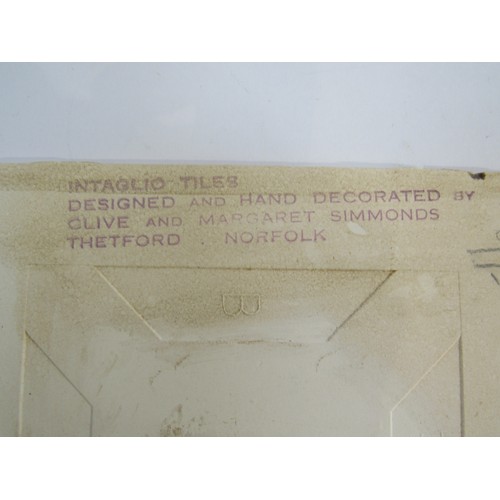 INTAGLIO TILES
DESIGNED AND HAND DECORATED BY
CLIVE AND MARGARET SIMMONDS
THETFORD . NORFOLK
B